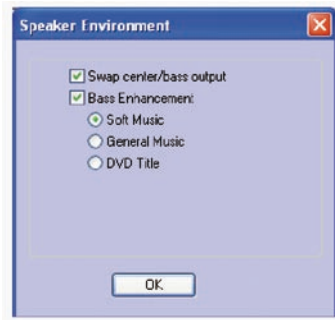 Speaker Environment
Swap center/bass output
Bass Enhancement
Soft Music
General Music
DVD Title
OK